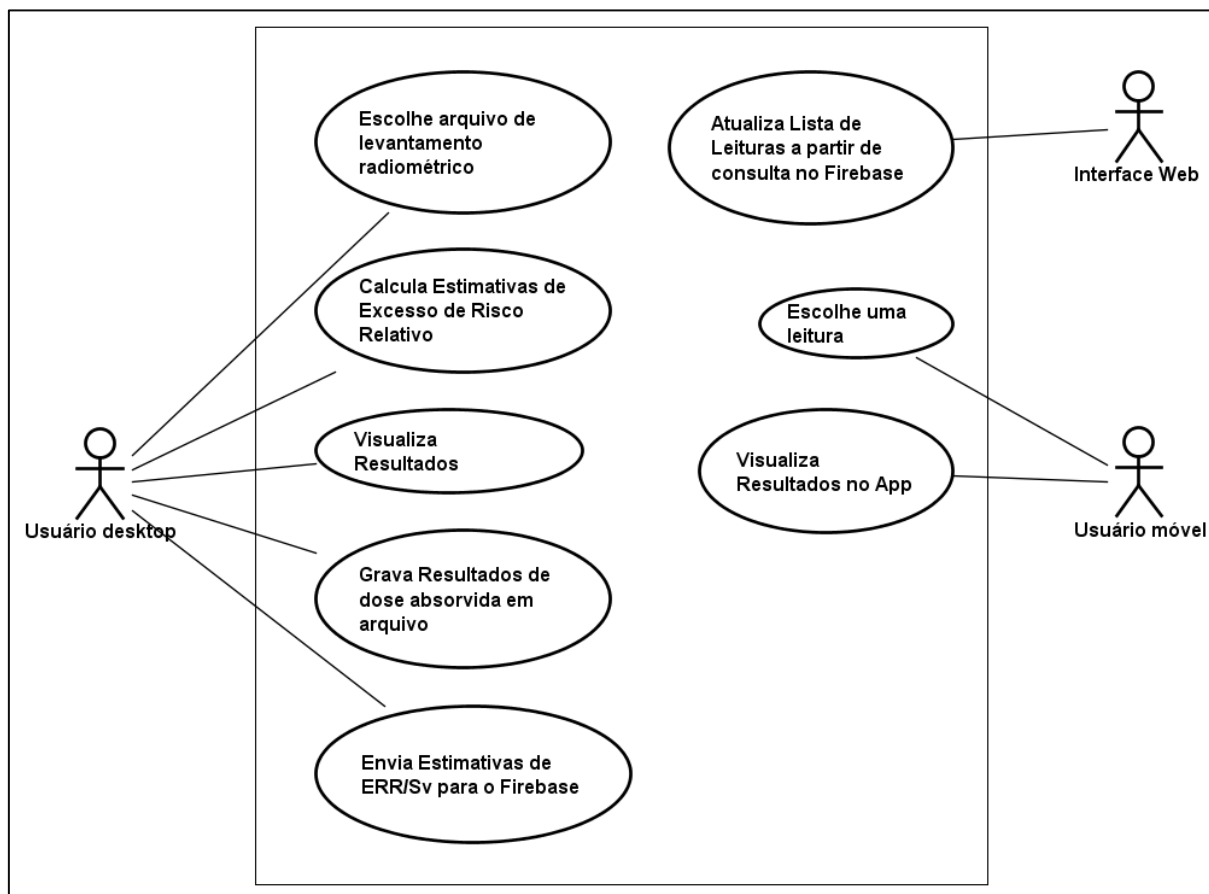 Escolhe arquivo de
levantamento
radiométrico
Atualiza Lista de
Leituras a partir de
consulta no Firebase
Interface Web
Calcula Estimativas de
Excesso de Risco
Relativo
Escolhe uma
leitura
Visualiza
Resultados
Visualiza
Resultados no App
Usuário desktop
Usuário móvel
Grava Resultados de
dose absorvida em
arquivo
Envia Estimativas de
ERR/Sv para o Firebase